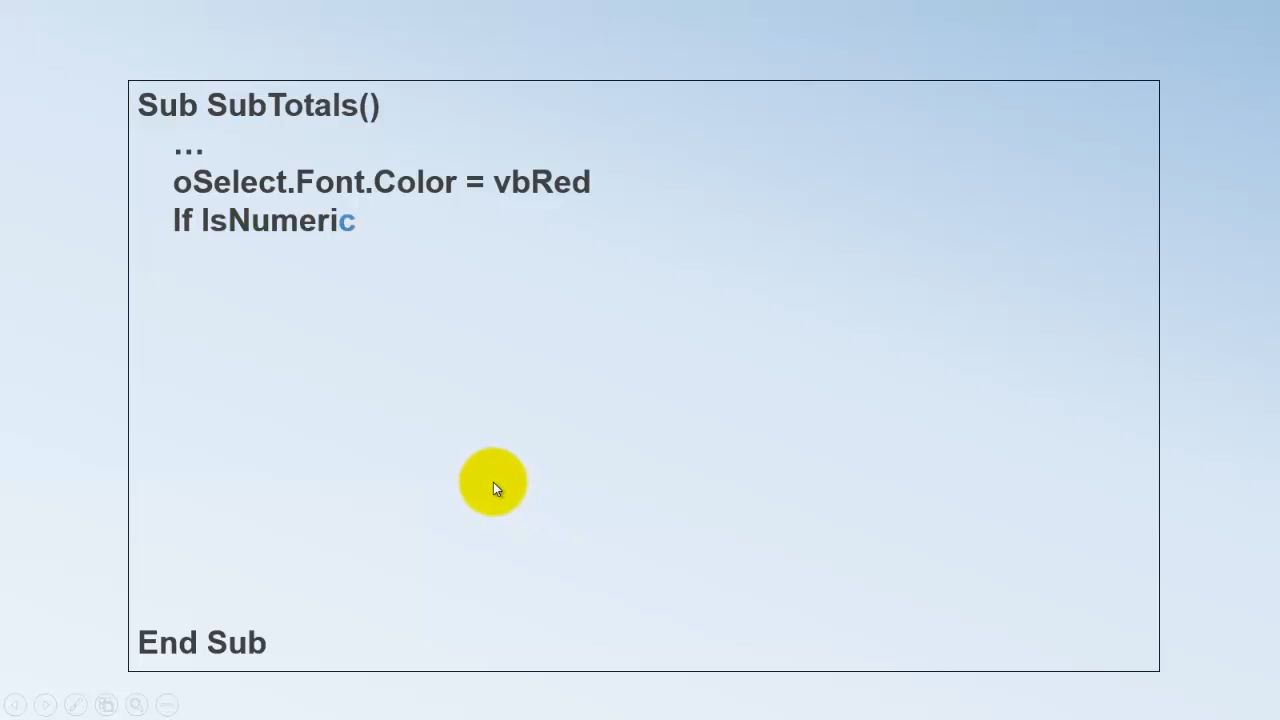 Sub SubTotals()
…
oSelect.Font.Color = vbRed
If IsNumeric
End Sub